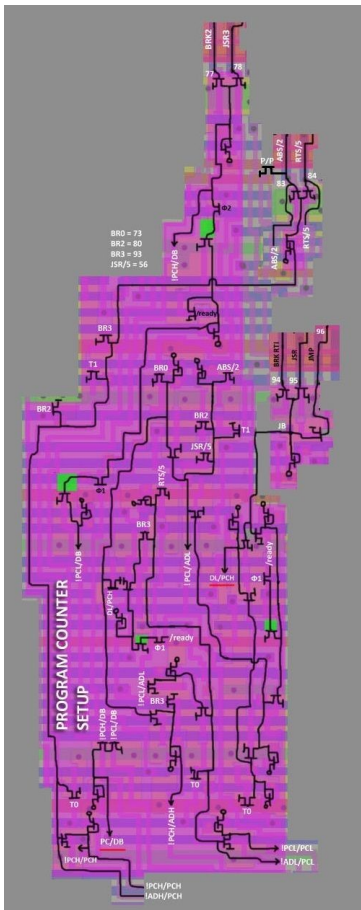 BRK2
JSR3
77
78
ABS/2
RTS/5
P/P
83
84
Φ2
!PCH/DB
BR0 = 73
BR2 = 80
BR3 = 93
JSR/5 = 56
ABS/2
RTS/5
/ready
BR3
T1
BR0
ABS/2
BRK RTI
JSR
JMP
96
94
95
BR2
BR2
T1
JB
JSR/5
RTS/5
Φ1
!PCL/DB
BR3
!PCL/ADL
DL/PCH
/ready
Φ1
DL/PCH
/ready
Φ1
PROGRAM COUNTER
SETUP
!PCL/ADL
BR3
!PCH/DB
!PCL/DB
T0
T0
T0
!PCH/ADH
!PCH/PCH
PC/DB
!PCL/PCL
!ADL/PCL
!PCH/PCH
!ADH/PCH